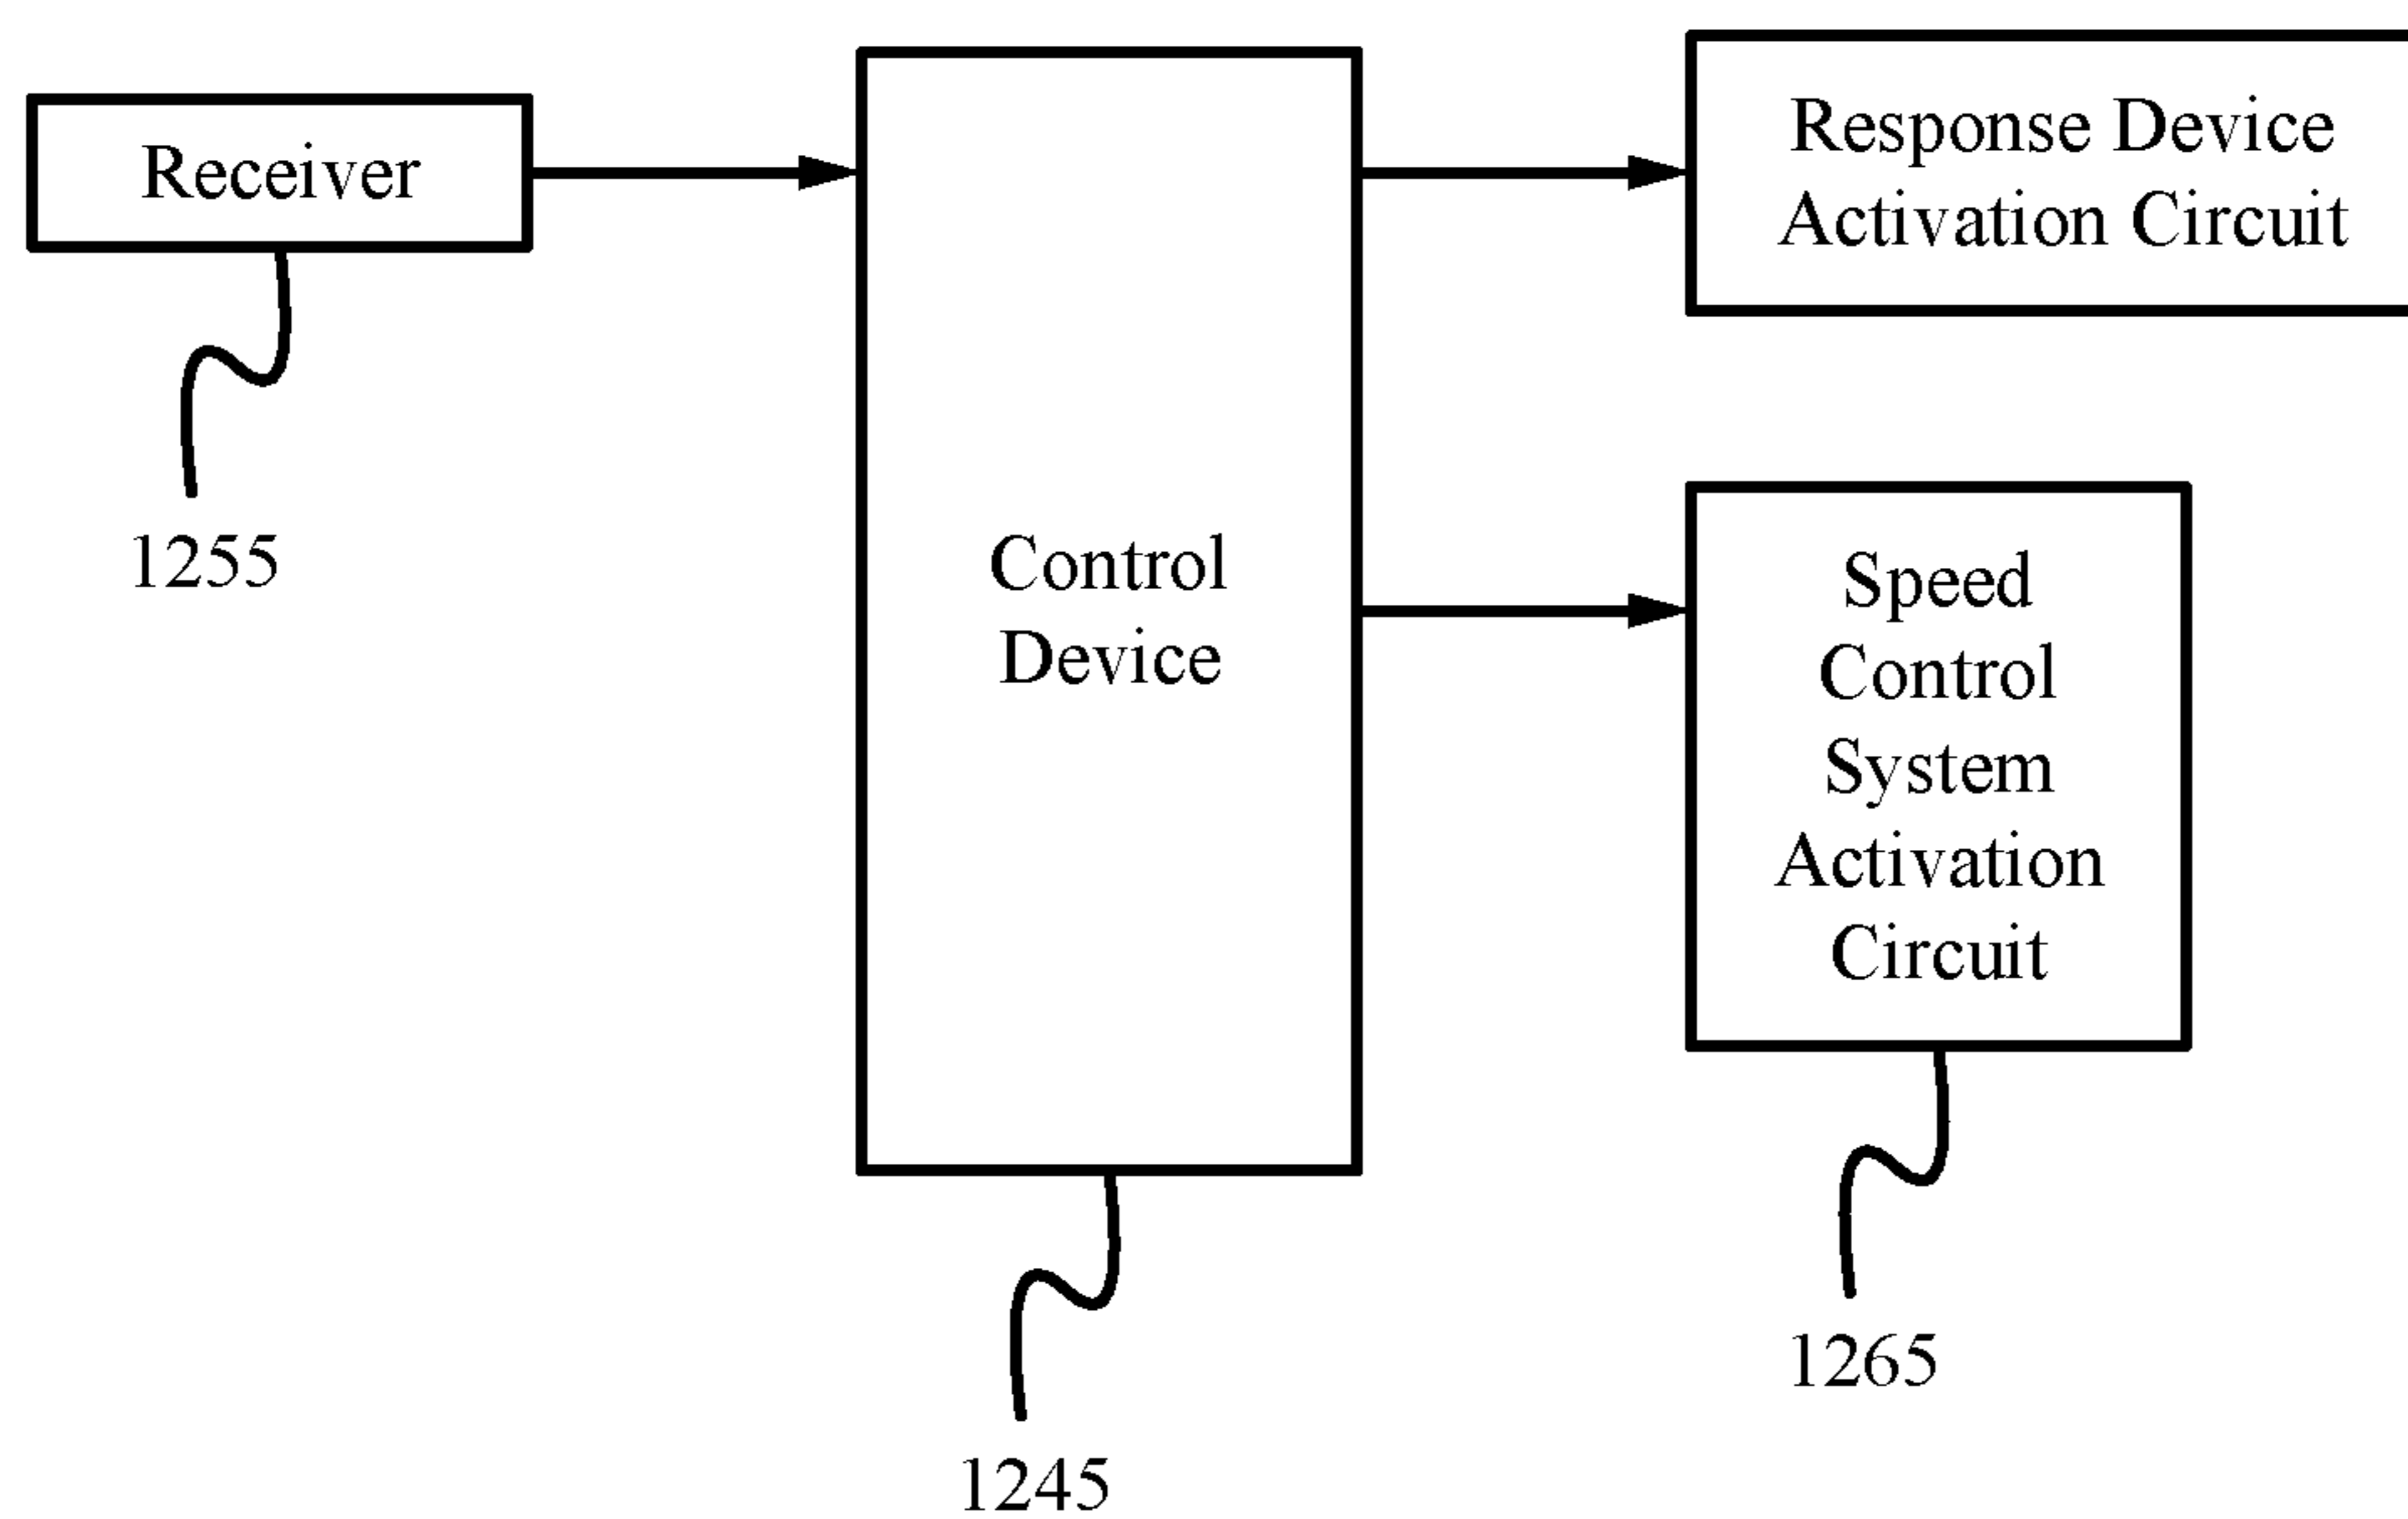 Receiver
1255
Control
Device
1245
Response Device
Activation Circuit
Speed
Control
System
Activation
Circuit
1265